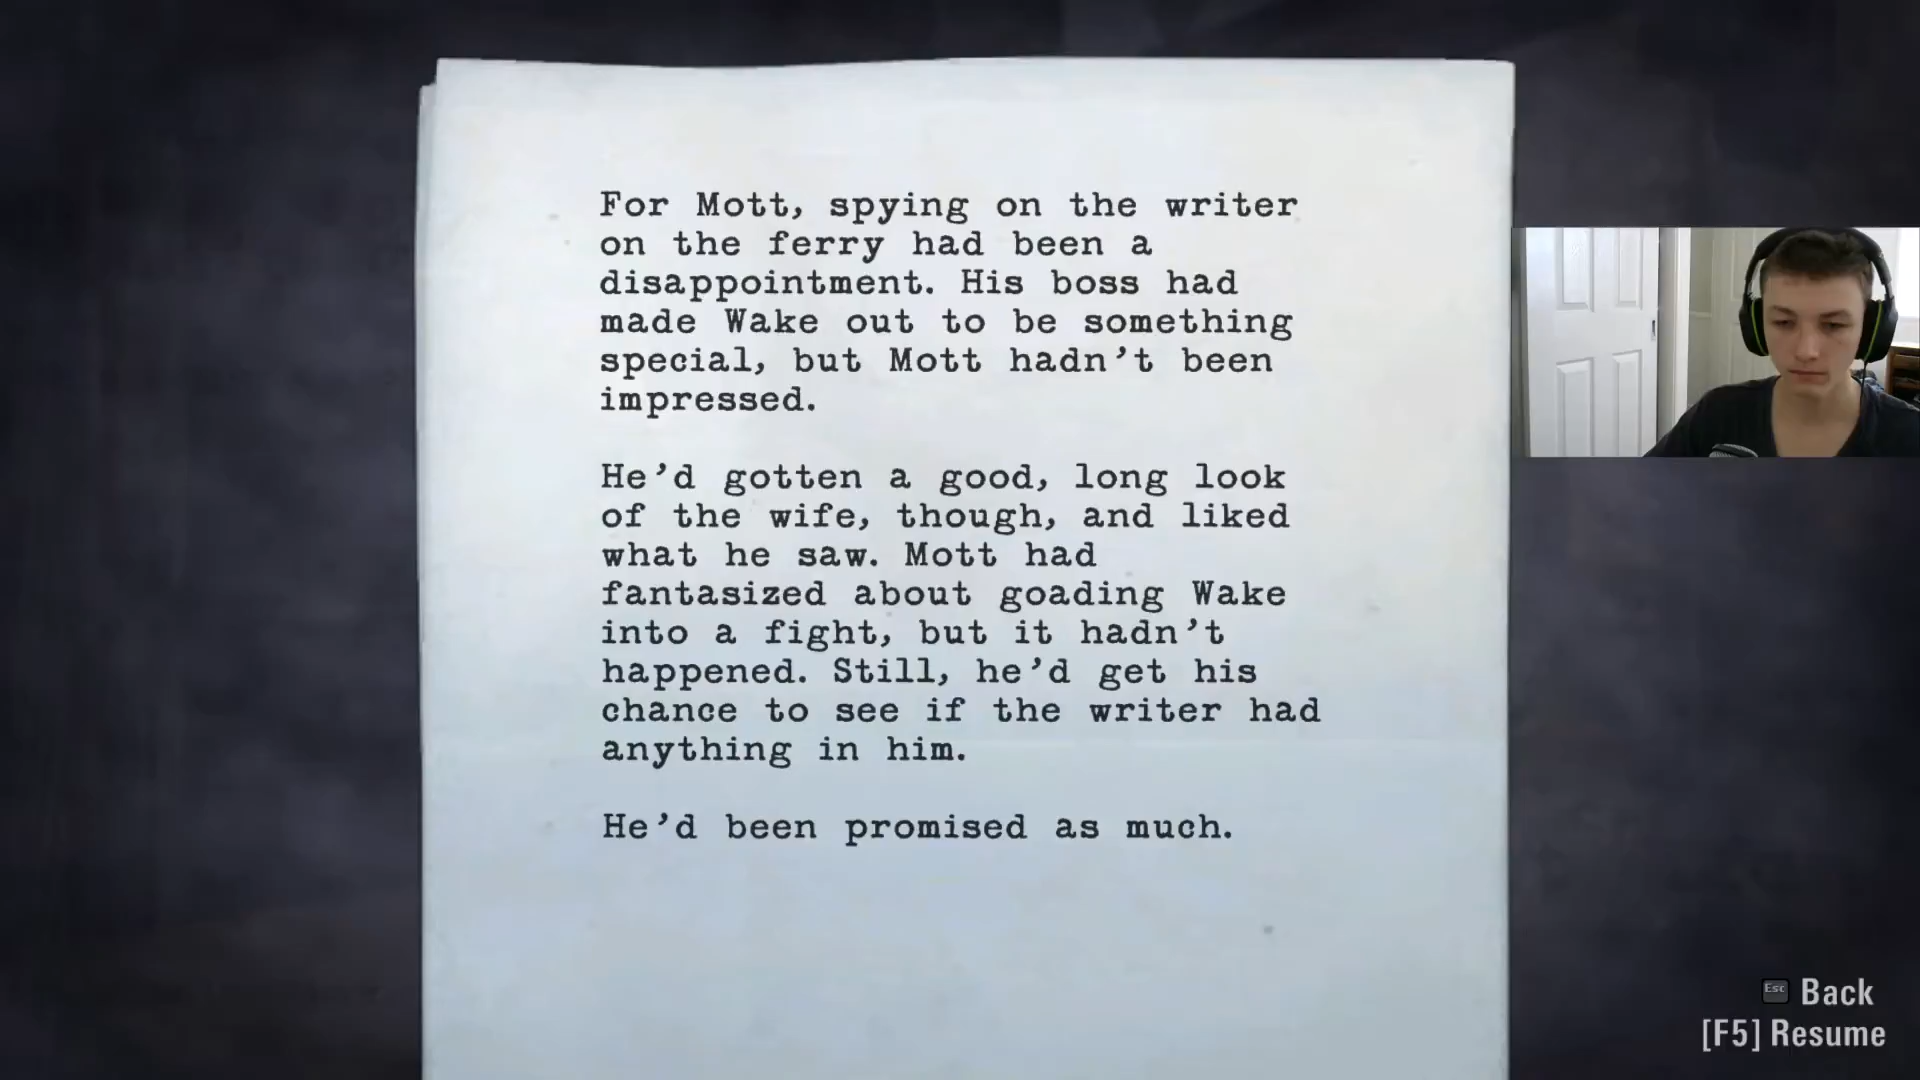 For Mott, spying on the writer
on the ferry had been a
disappointment. His boss had
made Wake out to be something
special, but Mott hadn't been
impressed.
He'd gotten a good, long look
of the wife, though, and liked
what he saw. Mott had
fantasized about goading Wake
into a fight, but it hadn't
happened. Still, he'd get his
chance to see if the writer had
anything in him.
He'd been promised as much.
Esc Back
[F5] Resume